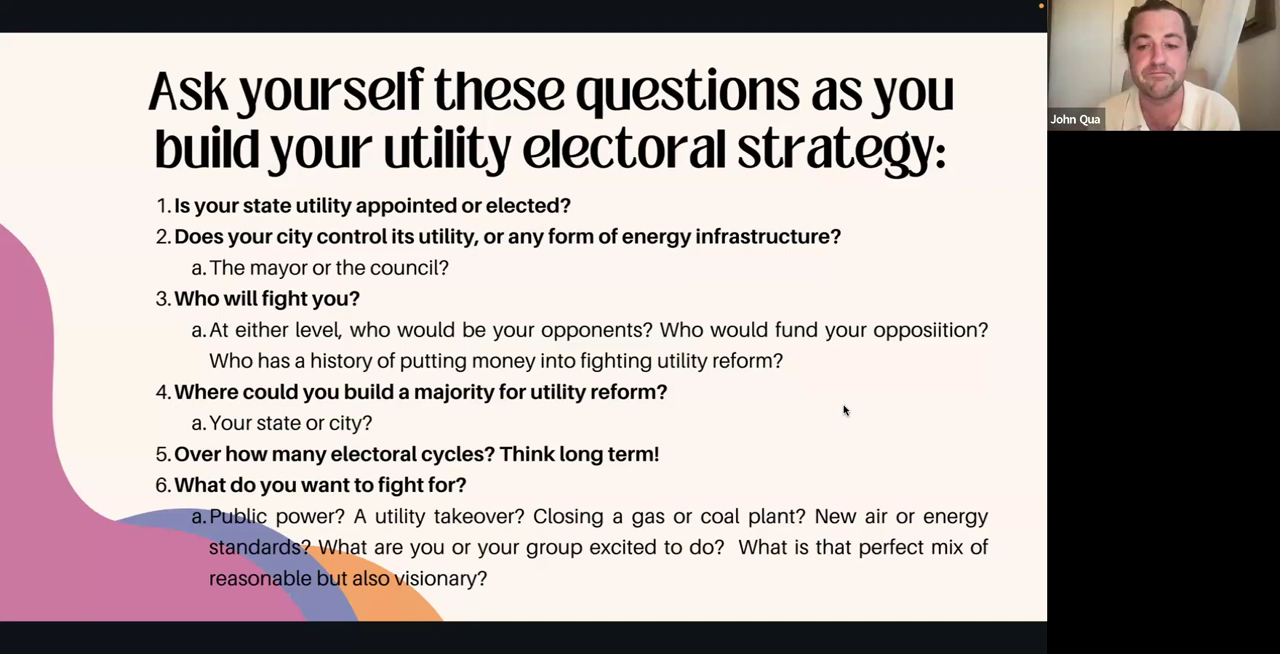 Ask yourself these questions as you
build your utility electoral strategy:
1. Is your state utility appointed or elected?
2. Does your city control its utility, or any form of energy infrastructure?
a. The mayor or the council?
3. Who will fight you?
a. At either level, who would be your opponents? Who would fund your opposiition?
Who has a history of putting money into fighting utility reform?
4. Where could you build a majority for utility reform?
a. Your state or city?
5. Over how many electoral cycles? Think long term!
6. What do you want to fight for?
a. Public power? A utility takeover? Closing a gas or coal plant? New air or energy
standards? What are you or your group excited to do? What is that perfect mix of
reasonable but also visionary?
John Qua